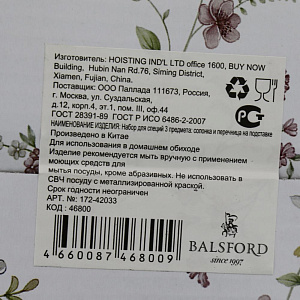 Изготовитель: HOISTING IND'L LTD office 1600, BUY NOW
Building, Hubin Nan Rd.76, Siming District,
Xiamen, Fujian, China.
Поставщик: ООО Паллада 111673, Россия,
г. Москва, ул. Суздальская,
д.12, корп.4, эт.1, пом. III, оф.4
ГОСТ 28391-89 ГОСТ Р ИСО 6486-2-2007
Наименование: Набор для специй 3 предмета: солонка и перечница на подставке
Произведено в Китае
Для использования в домашнем обиходе
Изделие рекомендуется мыть вручную с применением
моющих средств для
мытья посуды, кроме абразивных. Не использовать в
СВЧ посуду с металлизированной краской.
Срок годности неограничен
АРТ. №: 172-42033
КОД : 46800
4 660087 468009
BALSFORD
since 1997